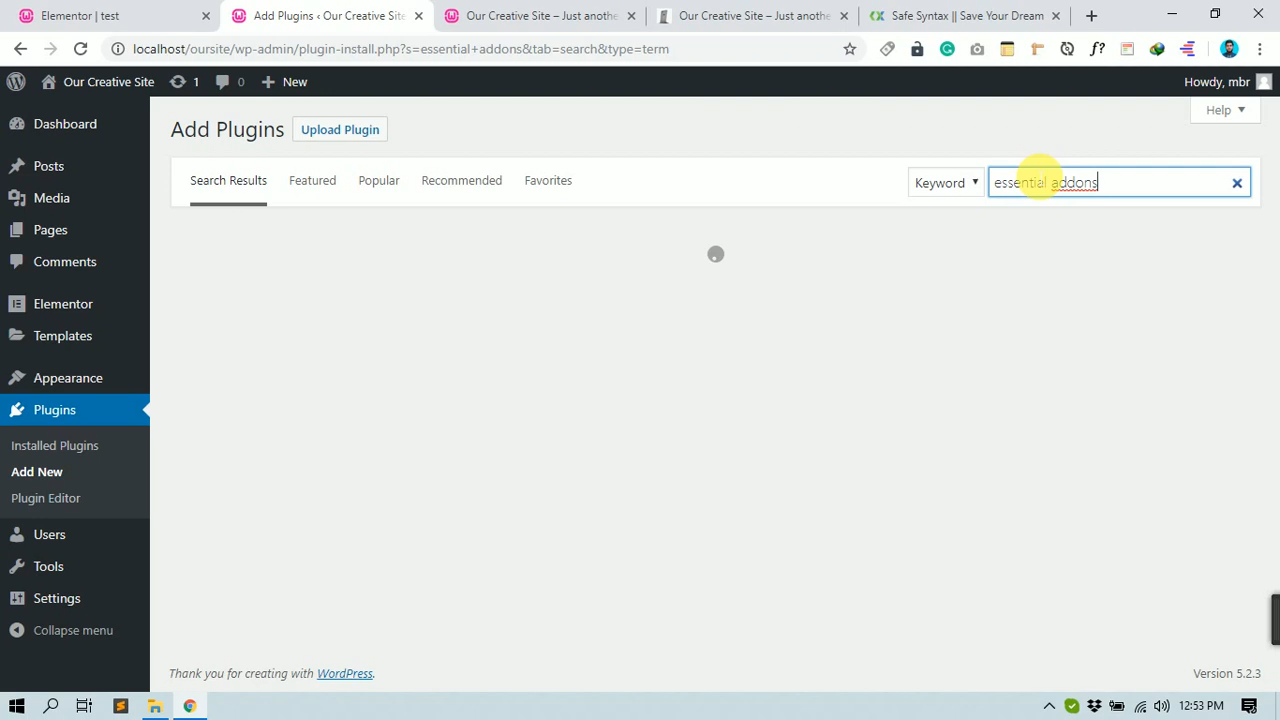 Elementor | test
Add Plugins ‹ Our Creative Site
Our Creative Site – Just anothe
Our Creative Site – Just anothe
Safe Syntax || Save Your Dream
localhost/oursite/wp-admin/plugin-install.php?s=essential+addons&tab=search&type=term
f?
Our Creative Site
1
0
New
Howdy, mbr
Help
Add Plugins
Upload Plugin
Search Results
Featured
Popular
Recommended
Favorites
Keyword
essential addons
Dashboard
Posts
Media
Pages
Comments
Elementor
Templates
Appearance
Plugins
Installed Plugins
Add New
Plugin Editor
Users
Tools
Settings
Collapse menu
Thank you for creating with WordPress.
Version 5.2.3
12:53 PM